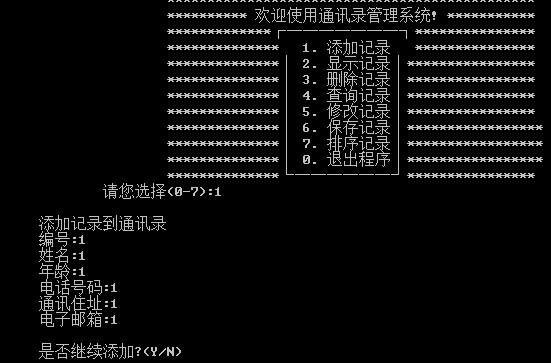 ********** 欢迎使用通讯录管理系统! **********
1. 添加记录
2. 显示记录
3. 删除记录
4. 查询记录
5. 修改记录
6. 保存记录
7. 排序记录
0. 退出程序
请您选择(0-7):1
添加记录到通讯录
编号:1
姓名:1
年龄:1
电话号码:1
通讯住址:1
电子邮箱:1
是否继续添加?(Y/N)